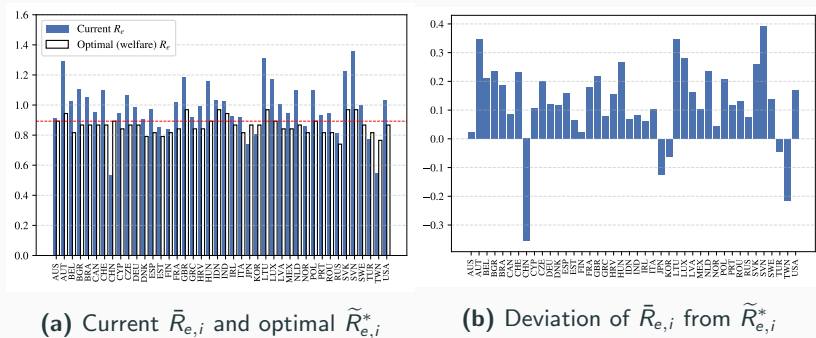 1.6
1.4
1.2
1.0
0.8
0.6
0.4
0.2
0.0
Current R_e
Optimal (welfare) R_e
AUS AUT BEL BGR BRA CAN CHE CHN CYP CZE DEU DNK ESP EST FIN FRA GBR GRC HRV HUN IDN IND IRL ITA JPN KOR LTU LUX LVA MEX NLD NOR POL PRT ROU RUS SVK SVN SWE TUR TWN USA
(a) Current R̄_{e,i} and optimal R̃*_{e,i}
0.4
0.3
0.2
0.1
0.0
−0.1
−0.2
−0.3
AUS AUT BEL BGR BRA CAN CHE CHN CYP CZE DEU DNK ESP EST FIN FRA GBR GRC HRV HUN IDN IND IRL ITA JPN KOR LTU LUX LVA MEX NLD NOR POL PRT ROU RUS SVK SVN SWE TUR TWN USA
(b) Deviation of R̄_{e,i} from R̃*_{e,i}